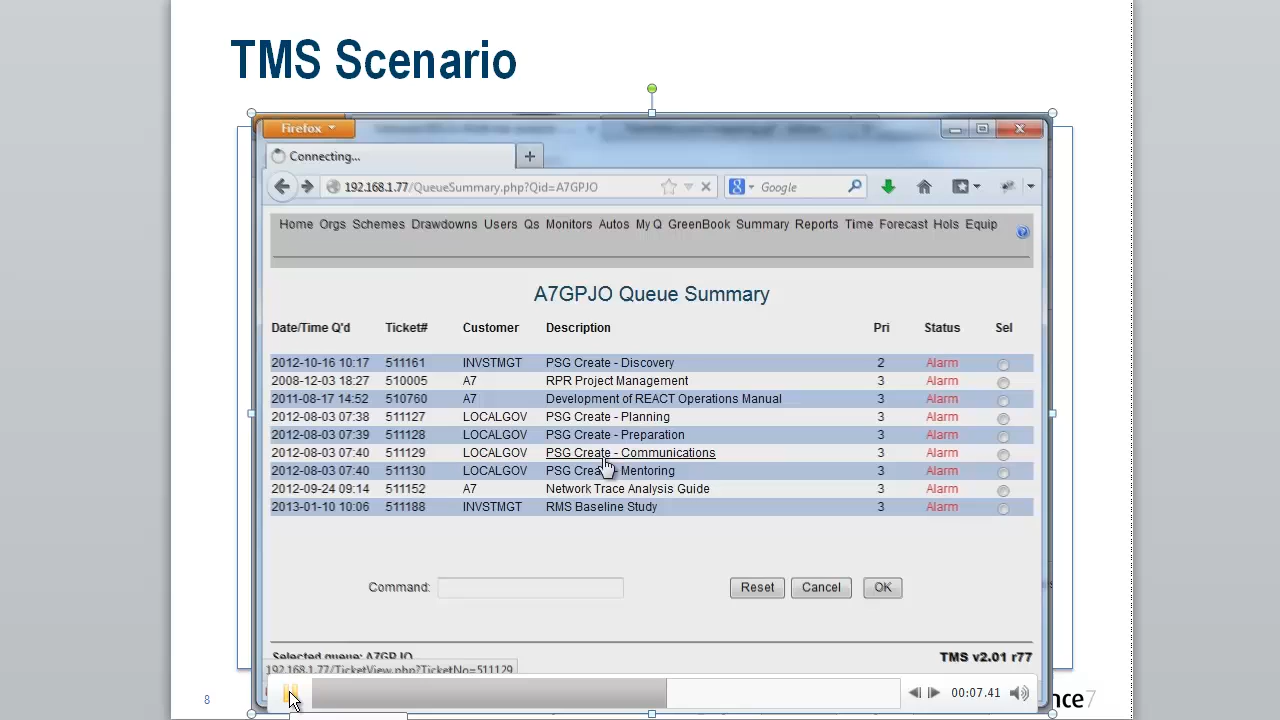 TMS Scenario
Firefox
Connecting...
192.168.1.77/QueueSummary.php?Qid=A7GPJO
Google
Home Orgs Schemes Drawdowns Users Qs Monitors Autos My Q GreenBook Summary Reports Time Forecast Hols Equip
A7GPJO Queue Summary
Date/Time Q'd Ticket# Customer Description Pri Status Sel
2012-10-16 10:17 511161 INVSTMGT PSG Create - Discovery 2 Alarm
2008-12-03 18:27 510005 A7 RPR Project Management 3 Alarm
2011-08-17 14:52 510760 A7 Development of REACT Operations Manual 3 Alarm
2012-08-03 07:38 511127 LOCALGOV PSG Create - Planning 3 Alarm
2012-08-03 07:39 511128 LOCALGOV PSG Create - Preparation 3 Alarm
2012-08-03 07:40 511129 LOCALGOV PSG Create - Communications 3 Alarm
2012-08-03 07:40 511130 LOCALGOV PSG Create - Mentoring 3 Alarm
2012-09-24 09:14 511152 A7 Network Trace Analysis Guide 3 Alarm
2013-01-10 10:06 511188 INVSTMGT RMS Baseline Study 3 Alarm
Command: Reset Cancel OK
Selected queue: A7GPJO TMS v2.01 r77
192.168.1.77/TicketView.php?TicketNo=511129
00:07.41
8 nce7